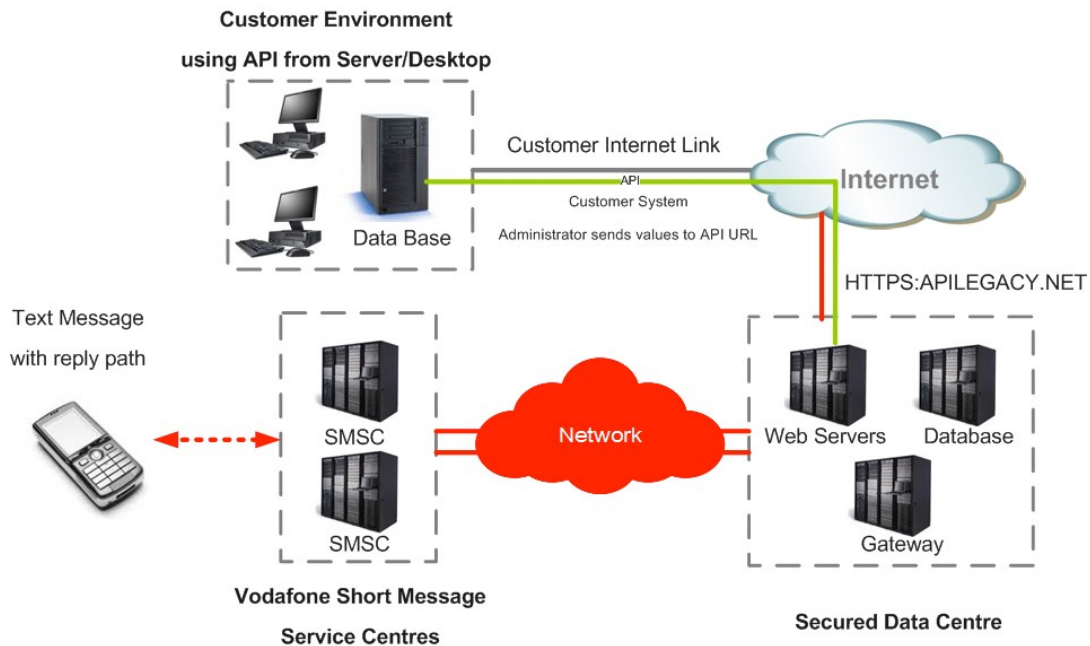 Customer Environment
using API from Server/Desktop
Data Base
Customer Internet Link
API
Customer System
Administrator sends values to API URL
Internet
HTTPS:APILEGACY.NET
Text Message
with reply path
SMSC
SMSC
Vodafone Short Message
Service Centres
Network
Web Servers
Database
Gateway
Secured Data Centre